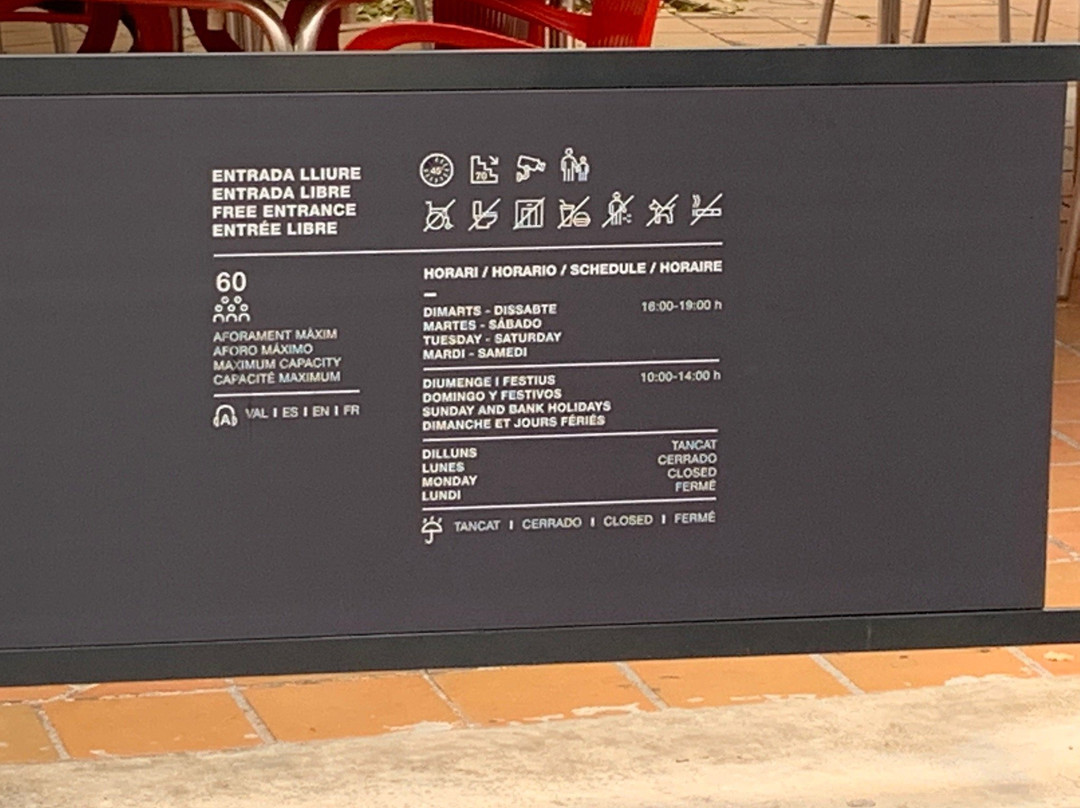 ENTRADA LLIURE
ENTRADA LIBRE
FREE ENTRANCE
ENTRÉE LIBRE
45'
70
60
AFORAMENT MÀXIM
AFORO MÁXIMO
MAXIMUM CAPACITY
CAPACITÉ MAXIMUM
A VAL I ES I EN I FR
HORARI / HORARIO / SCHEDULE / HORAIRE
DIMARTS - DISSABTE 16:00-19:00 h
MARTES - SÁBADO
TUESDAY - SATURDAY
MARDI - SAMEDI
DIUMENGE I FESTIUS 10:00-14:00 h
DOMINGO Y FESTIVOS
SUNDAY AND BANK HOLIDAYS
DIMANCHE ET JOURS FÉRIÉS
DILLUNS TANCAT
LUNES CERRADO
MONDAY CLOSED
LUNDI FERMÉ
TANCAT I CERRADO I CLOSED I FERMÉ